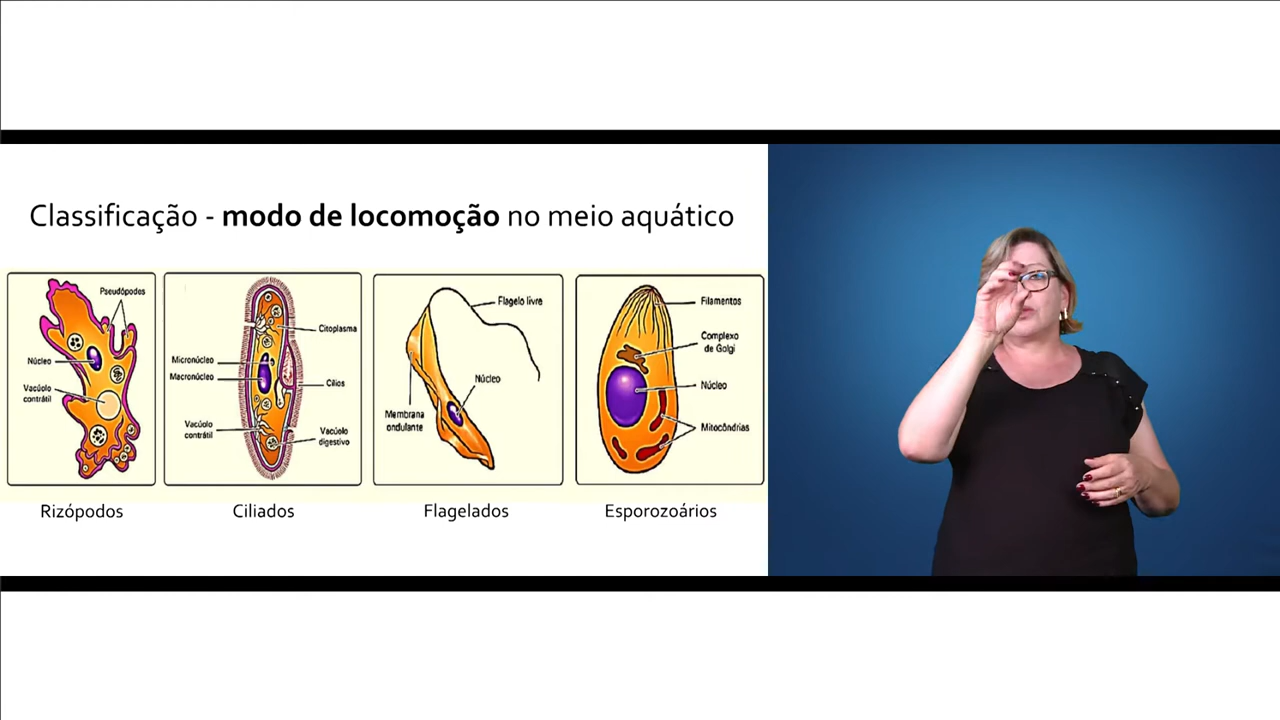 Classificação - modo de locomoção no meio aquático
Pseudópodes
Núcleo
Vacúolo
contrátil
Rizópodos
Citoplasma
Micronúcleo
Macronúcleo
Cílios
Vacúolo
contrátil
Vacúolo
digestivo
Ciliados
Flagelo livre
Núcleo
Membrana
ondulante
Flagelados
Filamentos
Complexo
de Golgi
Núcleo
Mitocôndrias
Esporozoários